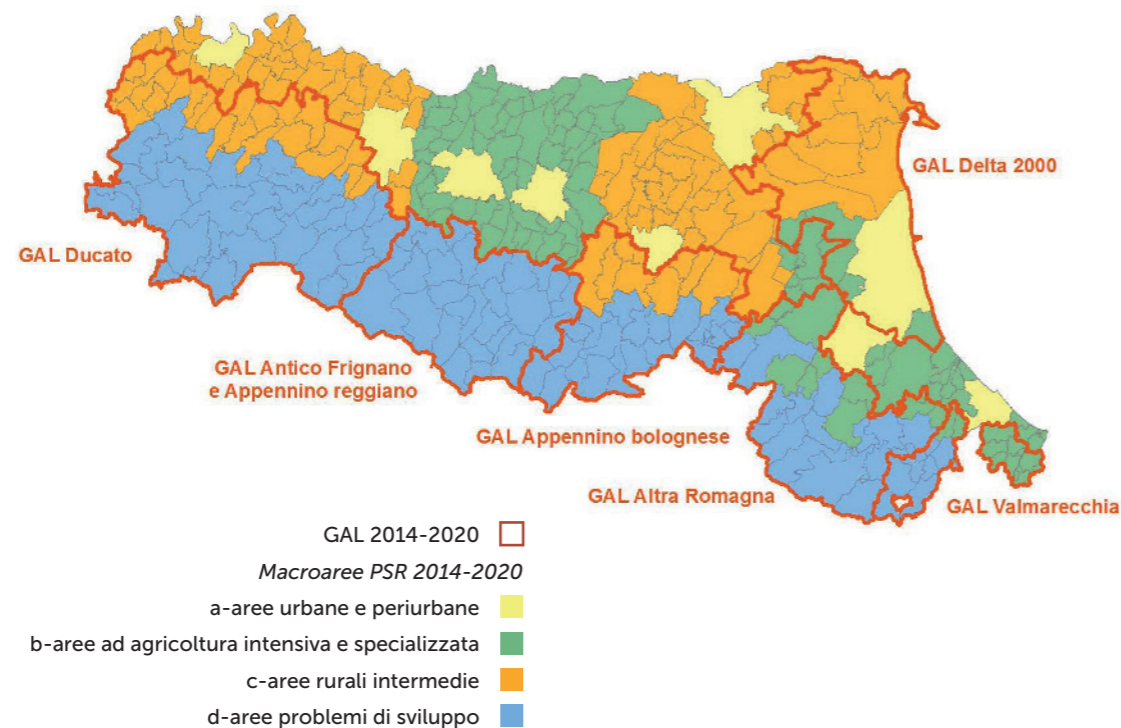 GAL Delta 2000
GAL Ducato
GAL Antico Frignano
e Appennino reggiano
GAL Appennino bolognese
GAL Altra Romagna
GAL Valmarecchia
GAL 2014-2020
Macroaree PSR 2014-2020
a-aree urbane e periurbane
b-aree ad agricoltura intensiva e specializzata
c-aree rurali intermedie
d-aree problemi di sviluppo